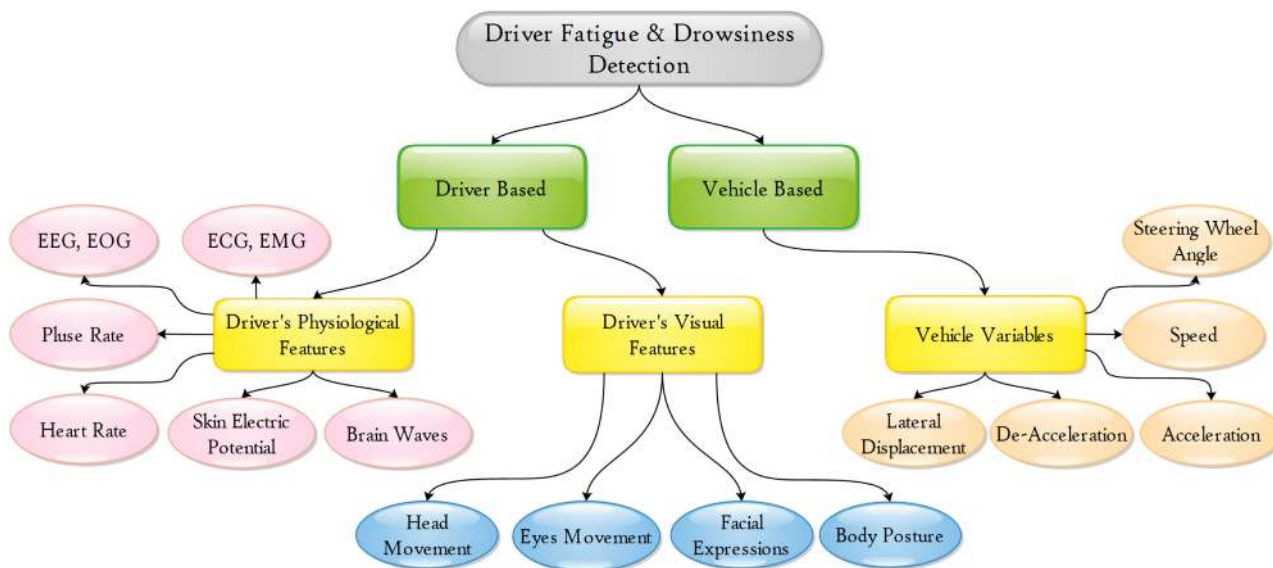 Driver Fatigue & Drowsiness
Detection
Driver Based
Vehicle Based
EEG, EOG
ECG, EMG
Steering Wheel
Angle
Pluse Rate
Driver's Physiological
Features
Driver's Visual
Features
Vehicle Variables
Speed
Heart Rate
Skin Electric
Potential
Brain Waves
Lateral
Displacement
De-Acceleration
Acceleration
Head
Movement
Eyes Movement
Facial
Expressions
Body Posture